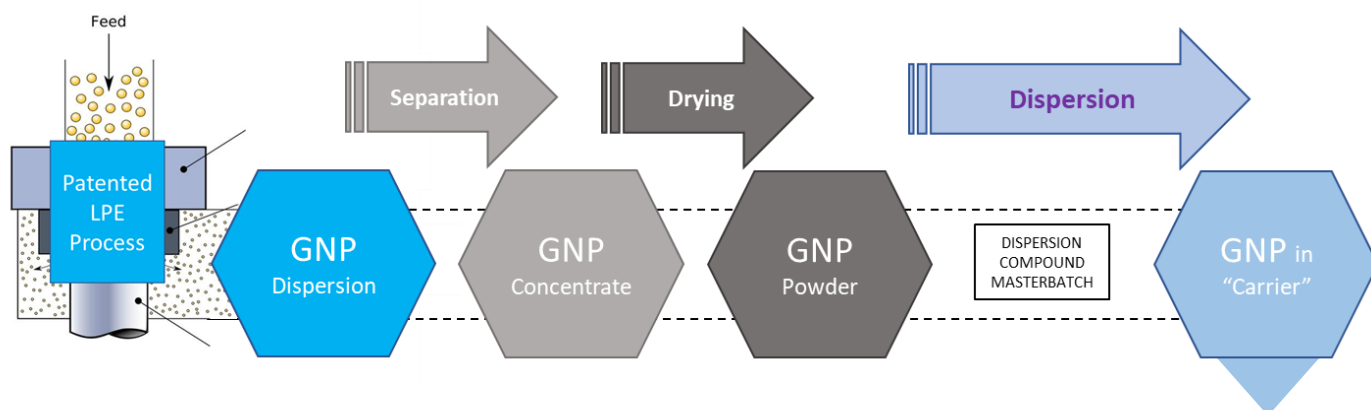 Feed
Separation
Drying
Dispersion
Patented
LPE
Process
GNP
Dispersion
GNP
Concentrate
GNP
Powder
DISPERSION
COMPOUND
MASTERBATCH
GNP in
“Carrier”